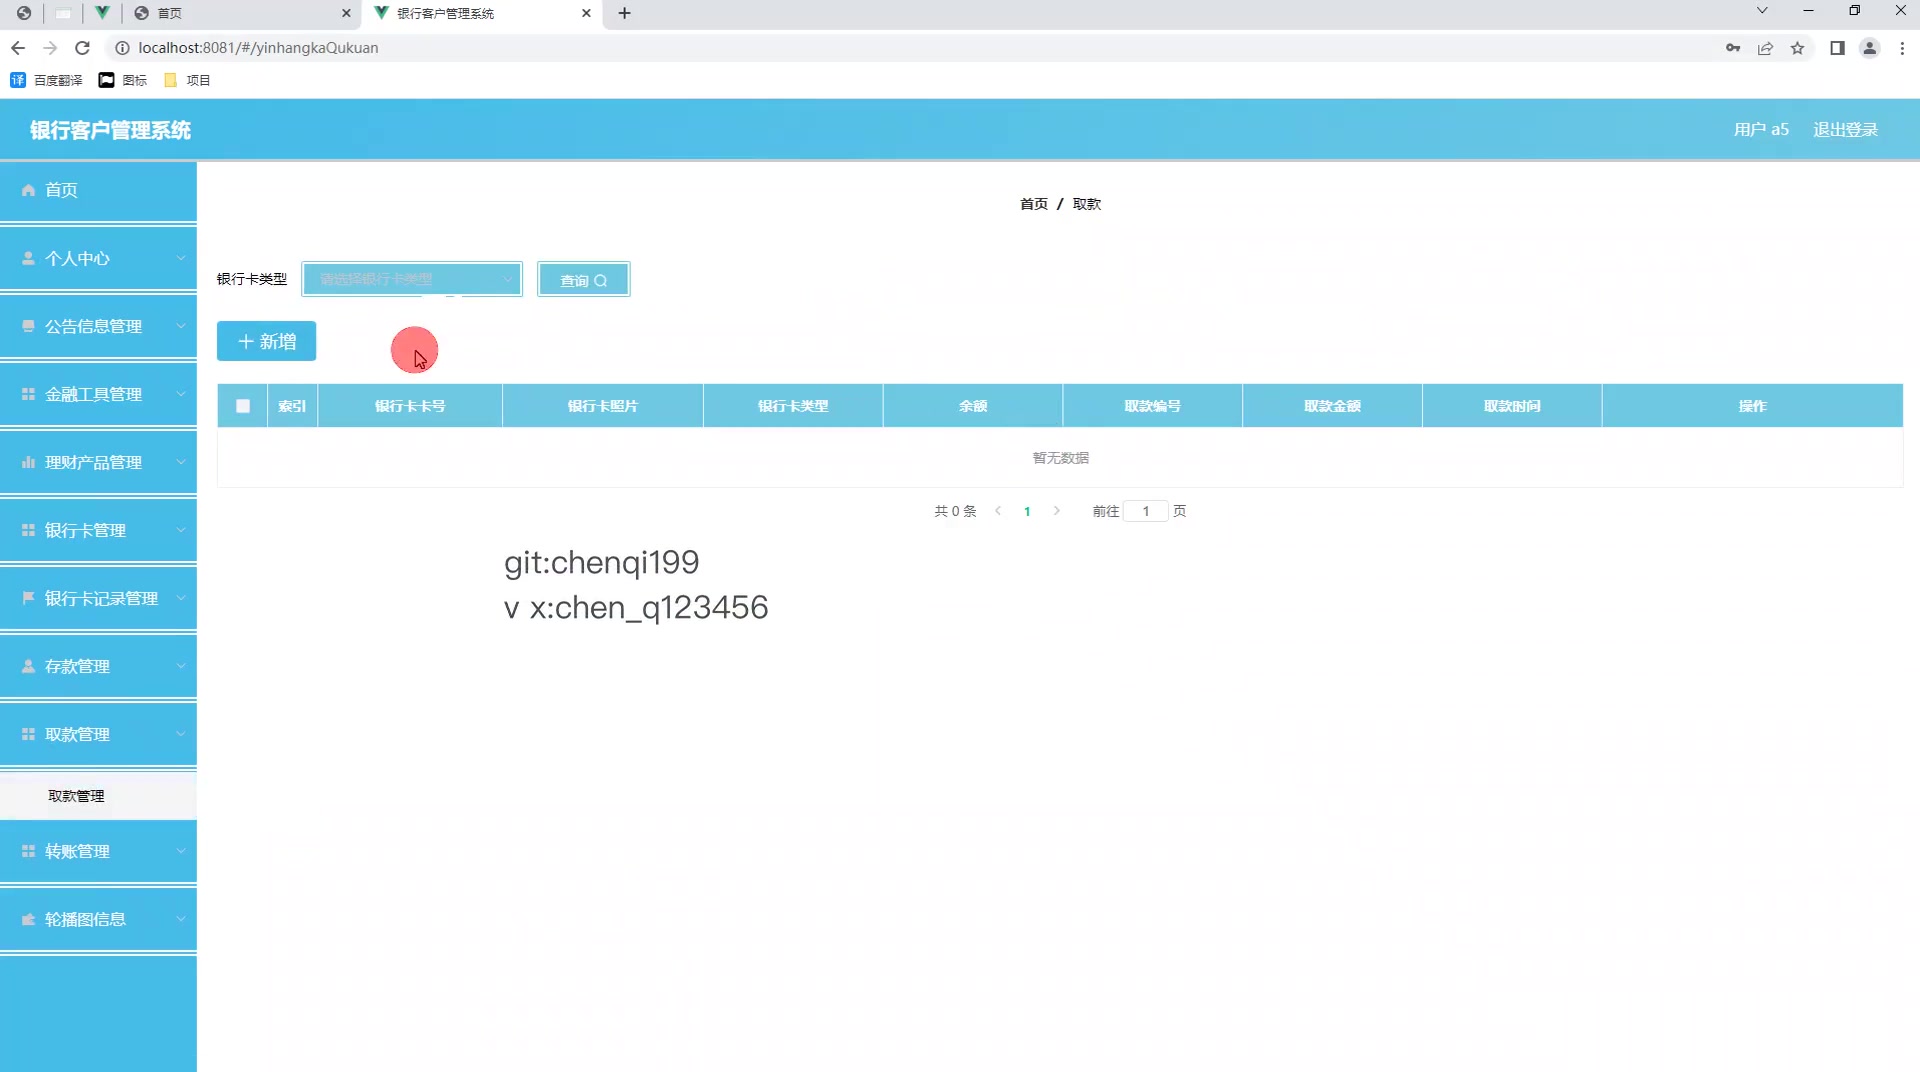 首页
银行客户管理系统
localhost:8081/#/yinhangkaQukuan
百度翻译
图标
项目
银行客户管理系统
用户 a5
退出登录
首页
个人中心
公告信息管理
金融工具管理
理财产品管理
银行卡管理
银行卡记录管理
存款管理
取款管理
取款管理
转账管理
轮播图信息
首页 / 取款
银行卡类型
请选择银行卡类型
查询
新增
索引 银行卡卡号 银行卡照片 银行卡类型 余额 取款编号 取款金额 取款时间 操作
暂无数据
共 0 条 1 前往 1 页
git:chenqi199
v x:chen_q123456